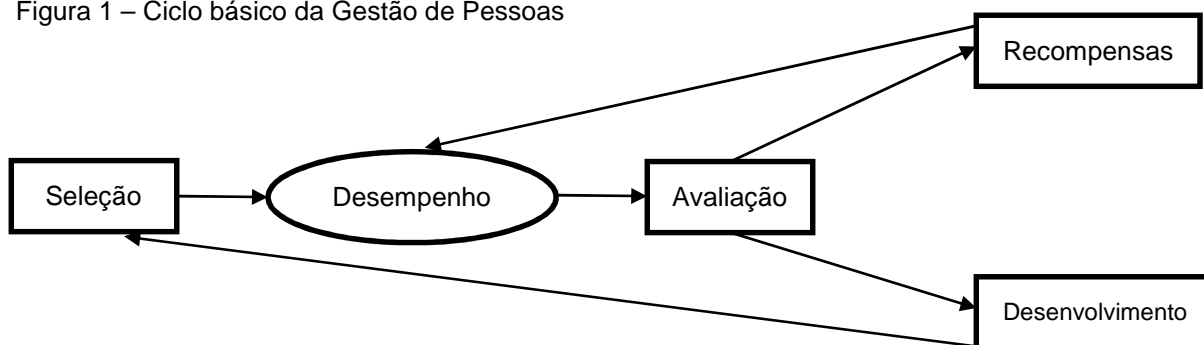 Figura 1 – Ciclo básico da Gestão de Pessoas
Recompensas
Seleção
Desempenho
Avaliação
Desenvolvimento